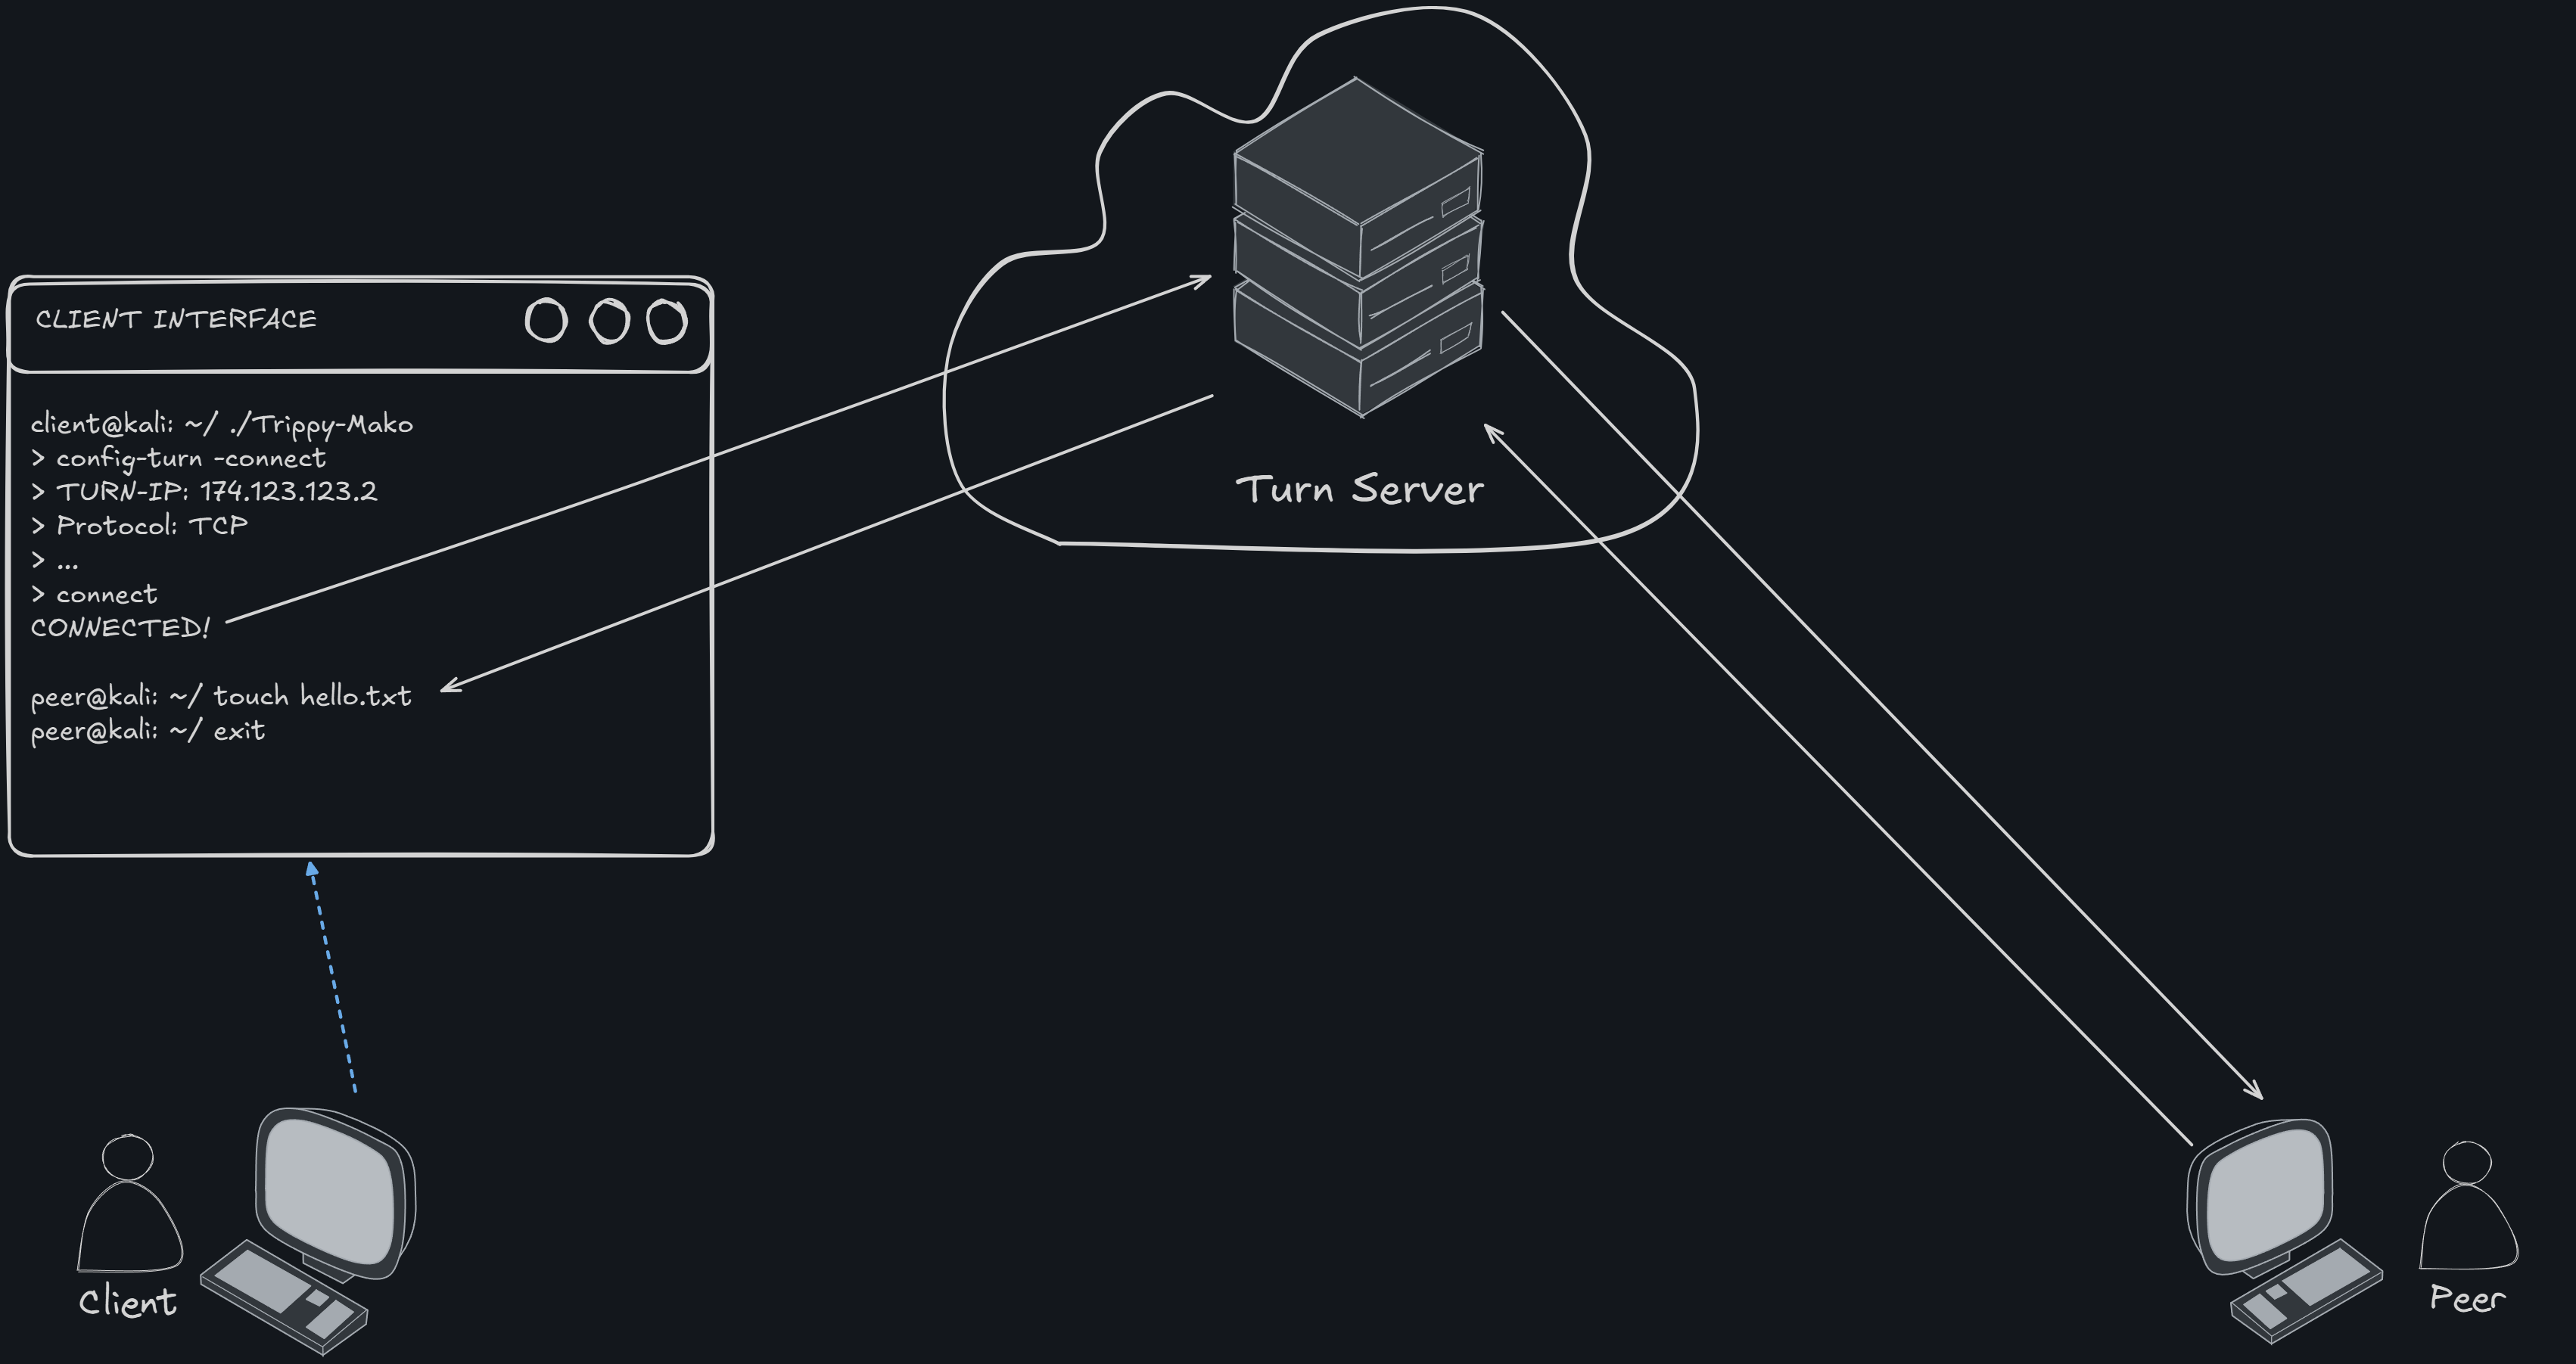 Turn Server
CLIENT INTERFACE
client@kali: ~/ ./Trippy-Mako
> config-turn -connect
> TURN-IP: 174.123.123.2
> Protocol: TCP
> ...
> connect
CONNECTED!
peer@kali: ~/ touch hello.txt
peer@kali: ~/ exit
Client
Peer